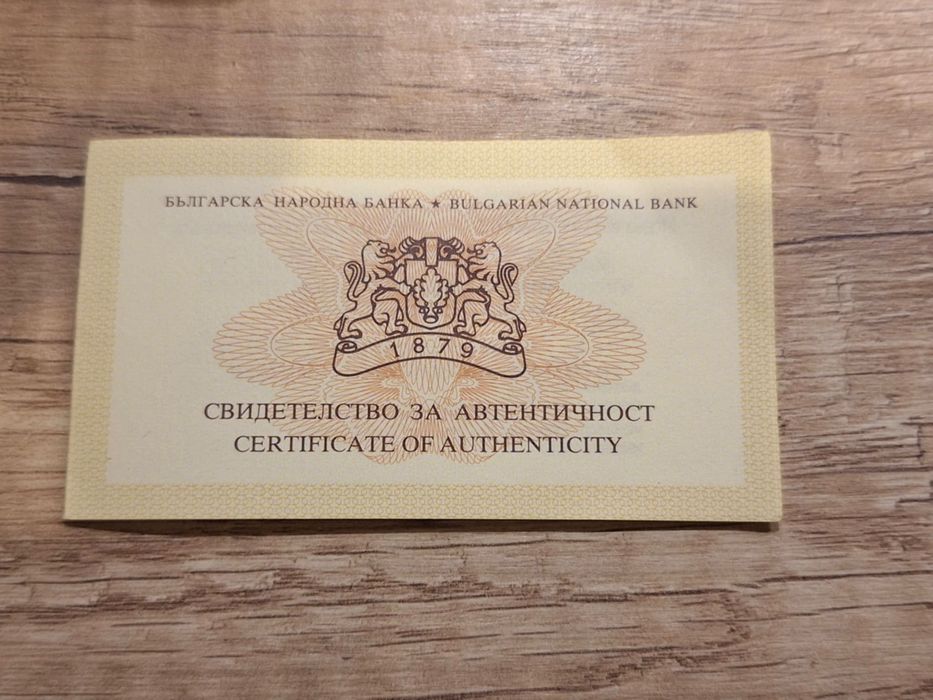 БЪЛГАРСКА НАРОДНА БАНКА ★ BULGARIAN NATIONAL BANK
1879
СВИДЕТЕЛСТВО ЗА АВТЕНТИЧНОСТ
CERTIFICATE OF AUTHENTICITY